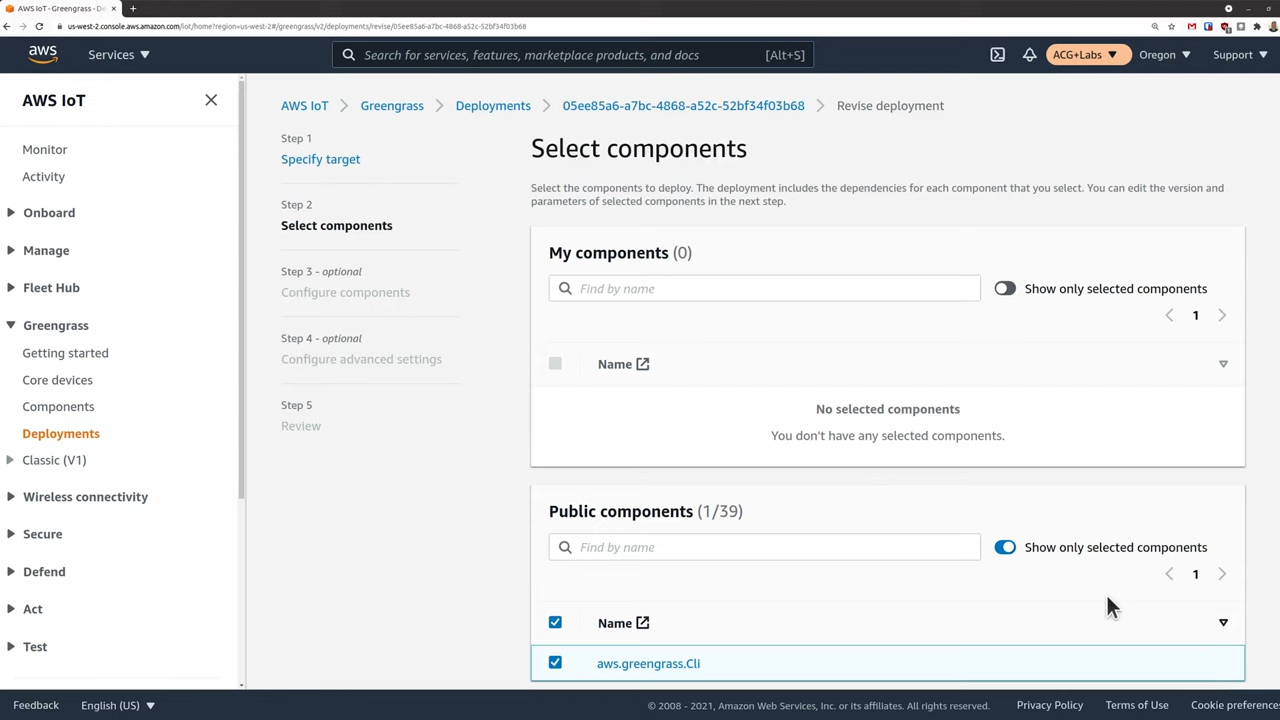 AWS IoT - Greengrass - Deploy
us-west-2.console.aws.amazon.com/iot/home?region=us-west-2#/greengrass/v2/deployments/revise/05ee85a6-a7bc-4868-a52c-52bf34f03b68
aws
Services
Search for services, features, marketplace products, and docs
[Alt+S]
ACG+Labs
Oregon
Support
AWS IoT
Monitor
Activity
Onboard
Manage
Fleet Hub
Greengrass
Getting started
Core devices
Components
Deployments
Classic (V1)
Wireless connectivity
Secure
Defend
Act
Test
AWS IoT
Greengrass
Deployments
05ee85a6-a7bc-4868-a52c-52bf34f03b68
Revise deployment
Step 1
Specify target
Step 2
Select components
Step 3 - optional
Configure components
Step 4 - optional
Configure advanced settings
Step 5
Review
Select components
Select the components to deploy. The deployment includes the dependencies for each component that you select. You can edit the version and
parameters of selected components in the next step.
My components (0)
Find by name
Show only selected components
1
Name
No selected components
You don't have any selected components.
Public components (1/39)
Find by name
Show only selected components
1
Name
aws.greengrass.Cli
Feedback
English (US)
© 2008 - 2021, Amazon Web Services, Inc. or its affiliates. All rights reserved.
Privacy Policy
Terms of Use
Cookie preference